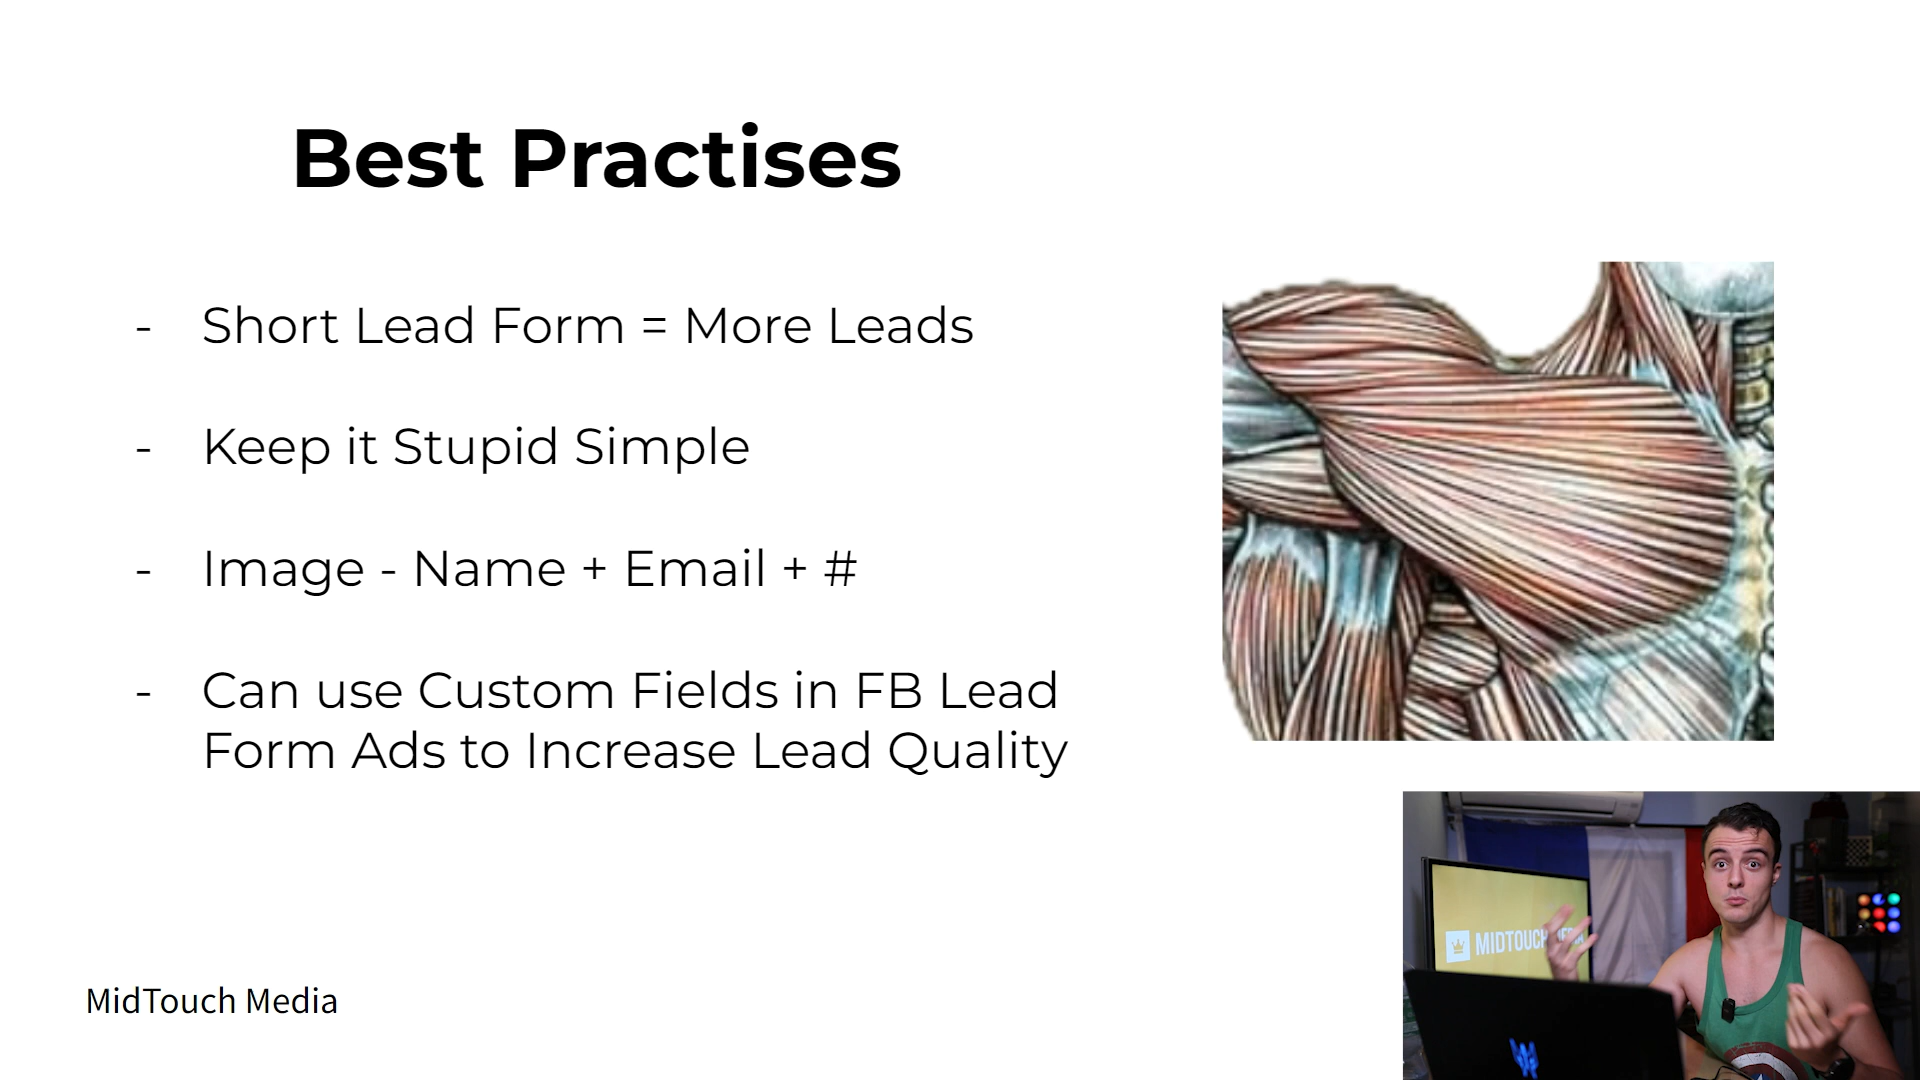 Best Practises
- Short Lead Form = More Leads
- Keep it Stupid Simple
- Image - Name + Email + #
- Can use Custom Fields in FB Lead
Form Ads to Increase Lead Quality
MIDTOUCH
MidTouch Media